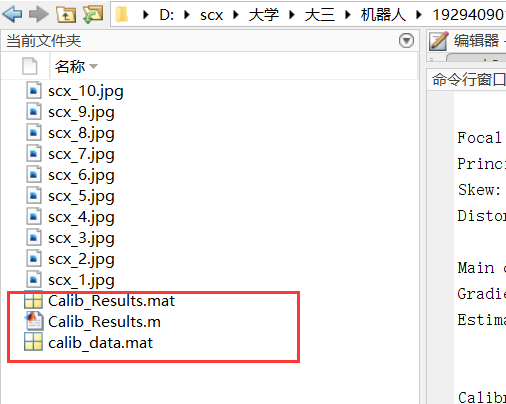 D: scx 大学 大三 机器人 19294090
当前文件夹
编辑器
名称
命令行窗口
scx_10.jpg
scx_9.jpg
scx_8.jpg
scx_7.jpg
scx_6.jpg
scx_5.jpg
scx_4.jpg
scx_3.jpg
scx_2.jpg
scx_1.jpg
Calib_Results.mat
Calib_Results.m
calib_data.mat
Focal
Princ
Skew:
Distor
Main
Gradie
Estima
Calibr